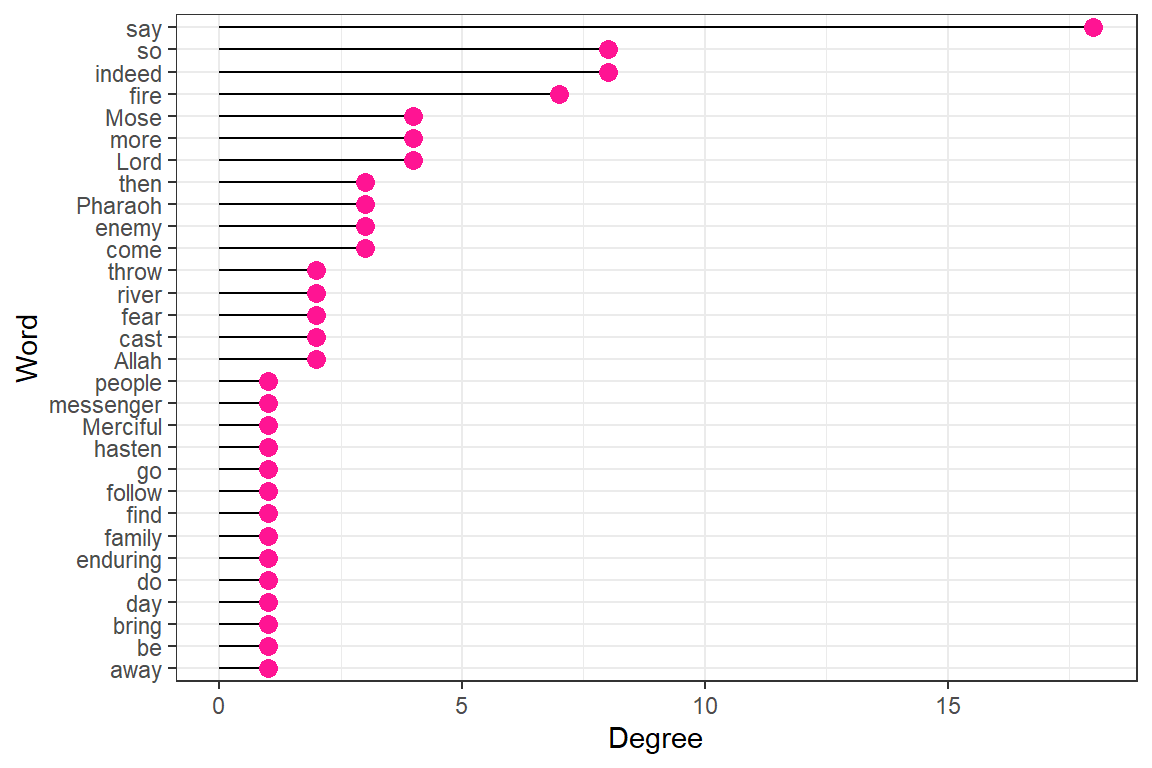 say
so
indeed
fire
Mose
more
Lord
then
Pharaoh
enemy
come
throw
river
fear
cast
Allah
people
messenger
Merciful
hasten
go
follow
find
family
enduring
do
day
bring
be
away
Word
0 5 10 15
Degree